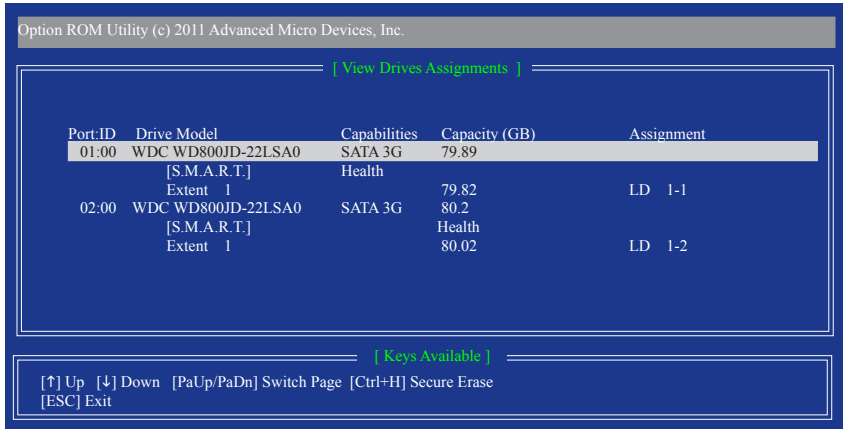 Option ROM Utility (c) 2011 Advanced Micro Devices, Inc.
[ View Drives Assignments ]
Port:ID Drive Model Capabilities Capacity (GB) Assignment
01:00 WDC WD800JD-22LSA0 SATA 3G 79.89
[S.M.A.R.T.] Health
Extent 1 79.82 LD 1-1
02:00 WDC WD800JD-22LSA0 SATA 3G 80.2
[S.M.A.R.T.] Health
Extent 1 80.02 LD 1-2
[ Keys Available ]
[↑] Up [↓] Down [PaUp/PaDn] Switch Page [Ctrl+H] Secure Erase
[ESC] Exit